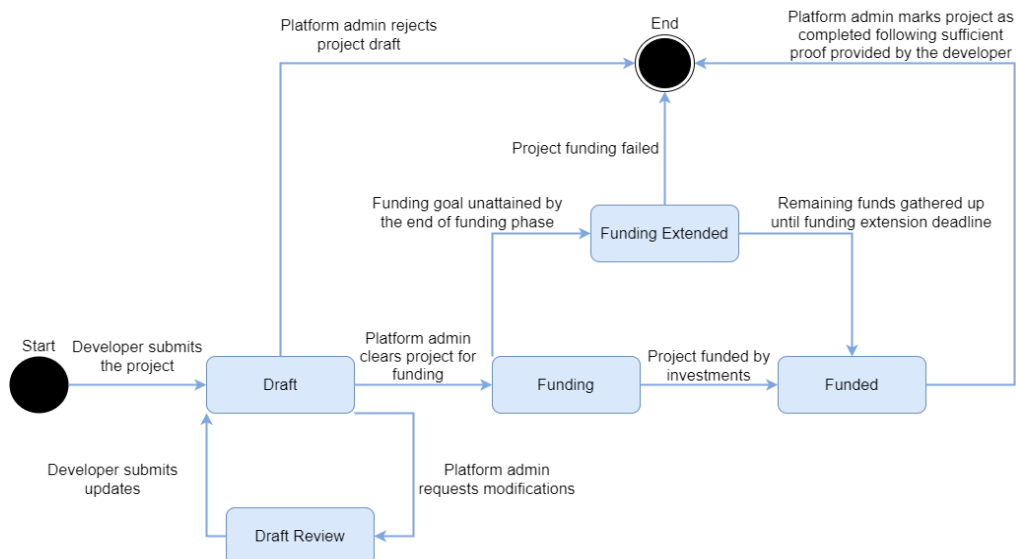 Platform admin rejects
project draft
End
Platform admin marks project as
completed following sufficient
proof provided by the developer
Project funding failed
Funding goal unattained by
the end of funding phase
Funding Extended
Remaining funds gathered up
until funding extension deadline
Start
Developer submits
the project
Draft
Platform admin
clears project for
funding
Funding
Project funded by
investments
Funded
Developer submits
updates
Platform admin
requests modifications
Draft Review